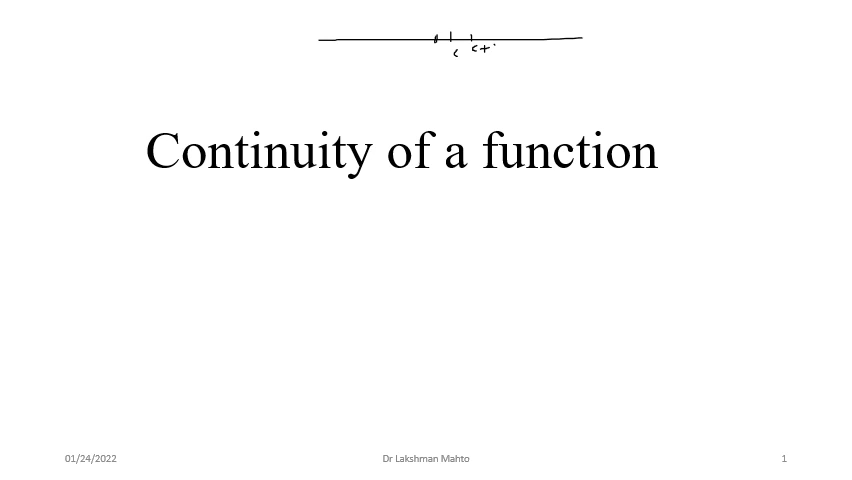 c c+
Continuity of a function
01/24/2022 Dr Lakshman Mahto 1